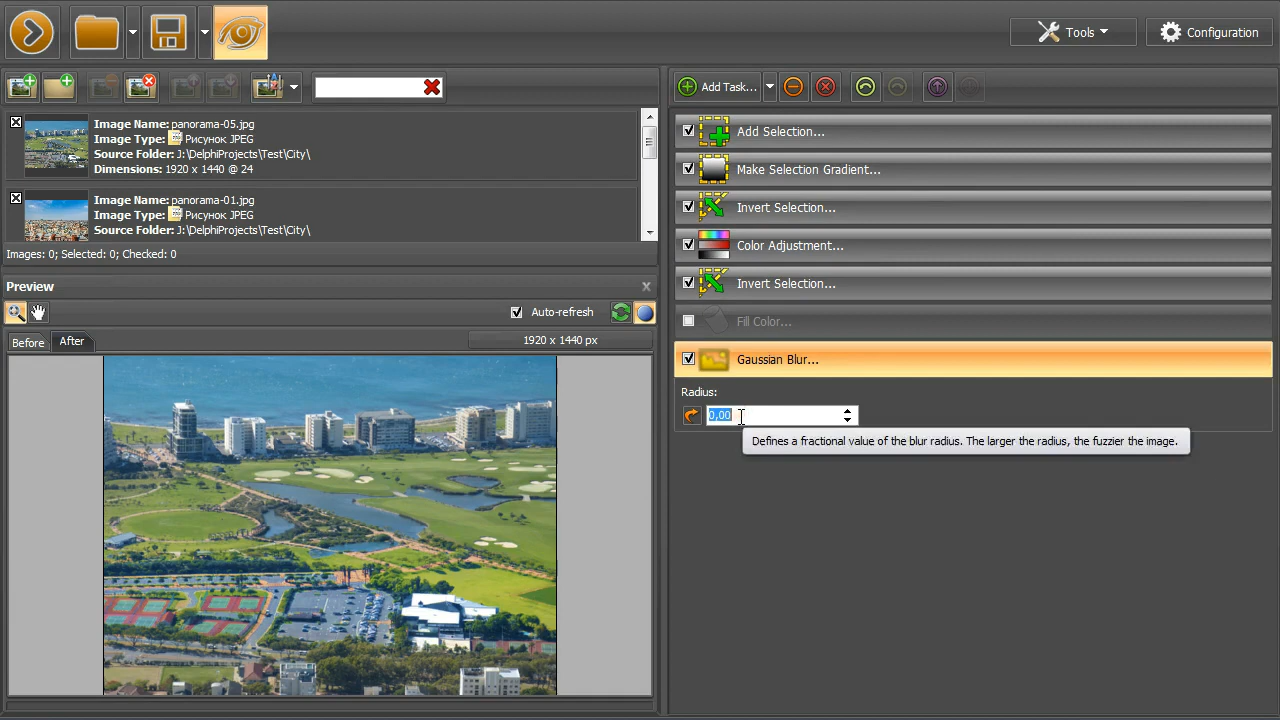 Tools
Configuration
Add Task...
Image Name: panorama-05.jpg
Image Type: Рисунок JPEG
Source Folder: J:\DelphiProjects\Test\City\
Dimensions: 1920 x 1440 @ 24
Image Name: panorama-01.jpg
Image Type: Рисунок JPEG
Source Folder: J:\DelphiProjects\Test\City\
Images: 0; Selected: 0; Checked: 0
Preview
Auto-refresh
Before
After
1920 x 1440 px
Add Selection...
Make Selection Gradient...
Invert Selection...
Color Adjustment...
Invert Selection...
Fill Color...
Gaussian Blur...
Radius:
0,00
Defines a fractional value of the blur radius. The larger the radius, the fuzzier the image.